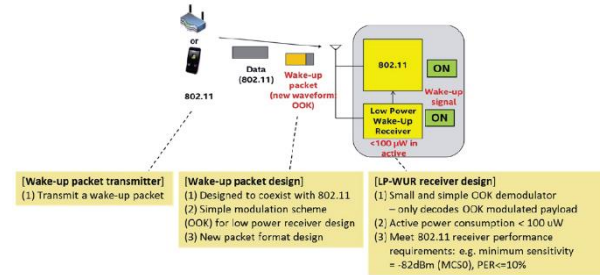 or
802.11
Data
(802.11)
Wake-up
packet
(new waveform:
OOK)
802.11
ON
Wake-up
signal
Low Power
Wake-Up
Receiver
ON
<100 μW in
active
[Wake-up packet transmitter]
(1) Transmit a wake-up packet
[Wake-up packet design]
(1) Designed to coexist with 802.11
(2) Simple modulation scheme
(OOK) for low power receiver design
(3) New packet format design
[LP-WUR receiver design]
(1) Small and simple OOK demodulator
– only decodes OOK modulated payload
(2) Active power consumption < 100 uW
(3) Meet 802.11 receiver performance
requirements: e.g. minimum sensitivity
= -82dBm (MCS0), PER<=10%